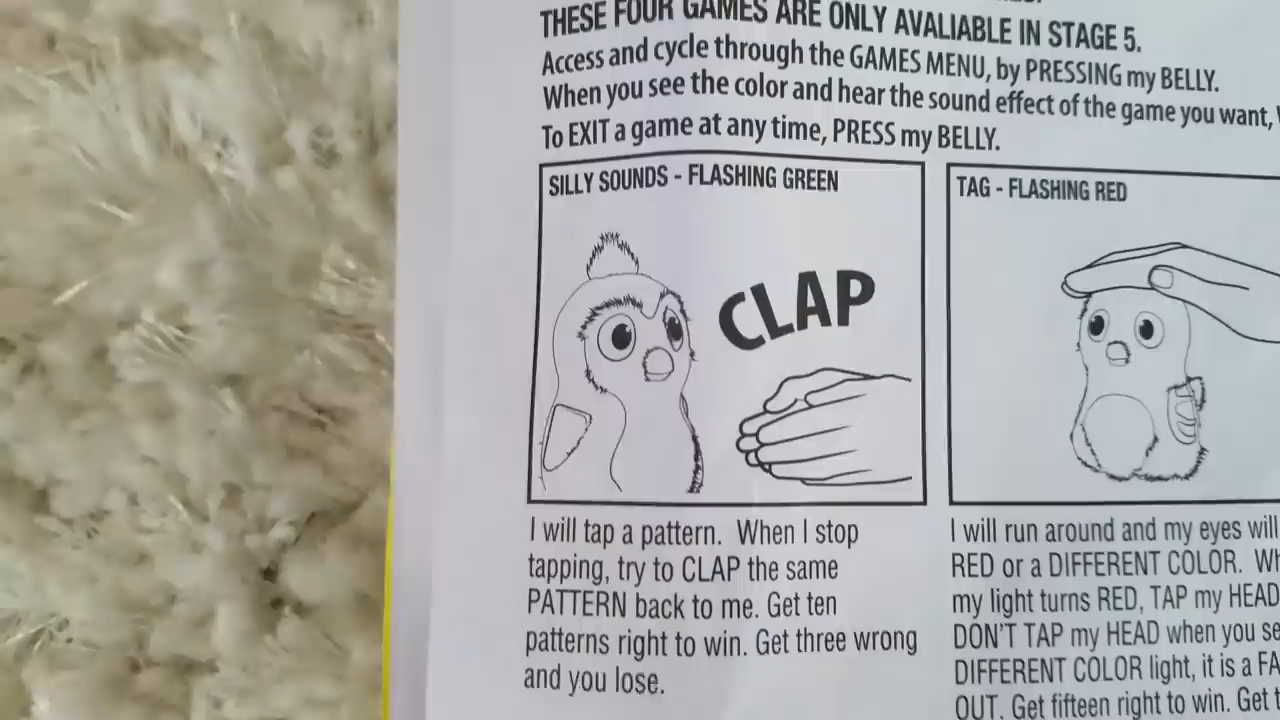 THESE FOUR GAMES ARE ONLY AVALIABLE IN STAGE 5.
Access and cycle through the GAMES MENU, by PRESSING my BELLY.
When you see the color and hear the sound effect of the game you want,
To EXIT a game at any time, PRESS my BELLY.
SILLY SOUNDS - FLASHING GREEN
CLAP
I will tap a pattern. When I stop
tapping, try to CLAP the same
PATTERN back to me. Get ten
patterns right to win. Get three wrong
and you lose.
TAG - FLASHING RED
I will run around and my eyes will
RED or a DIFFERENT COLOR.
my light turns RED, TAP my HEAD
DON'T TAP my HEAD when you
DIFFERENT COLOR light, it is a
OUT. Get fifteen right to win. Get